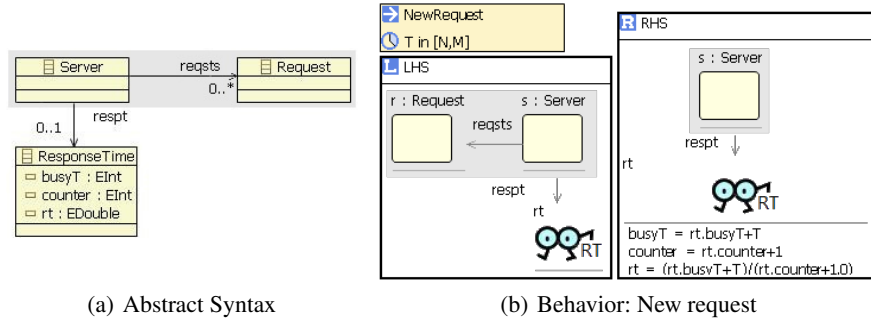 Server
reqsts
Request
0..*
respt
0..1
ResponseTime
busyT : EInt
counter : EInt
rt : EDouble
(a) Abstract Syntax
NewRequest
T in [N,M]
L LHS
r : Request
s : Server
reqsts
respt
rt
RT
R RHS
s : Server
respt
rt
RT
busyT = rt.busyT+T
counter = rt.counter+1
rt = (rt.busyT+T)/(rt.counter+1.0)
(b) Behavior: New request